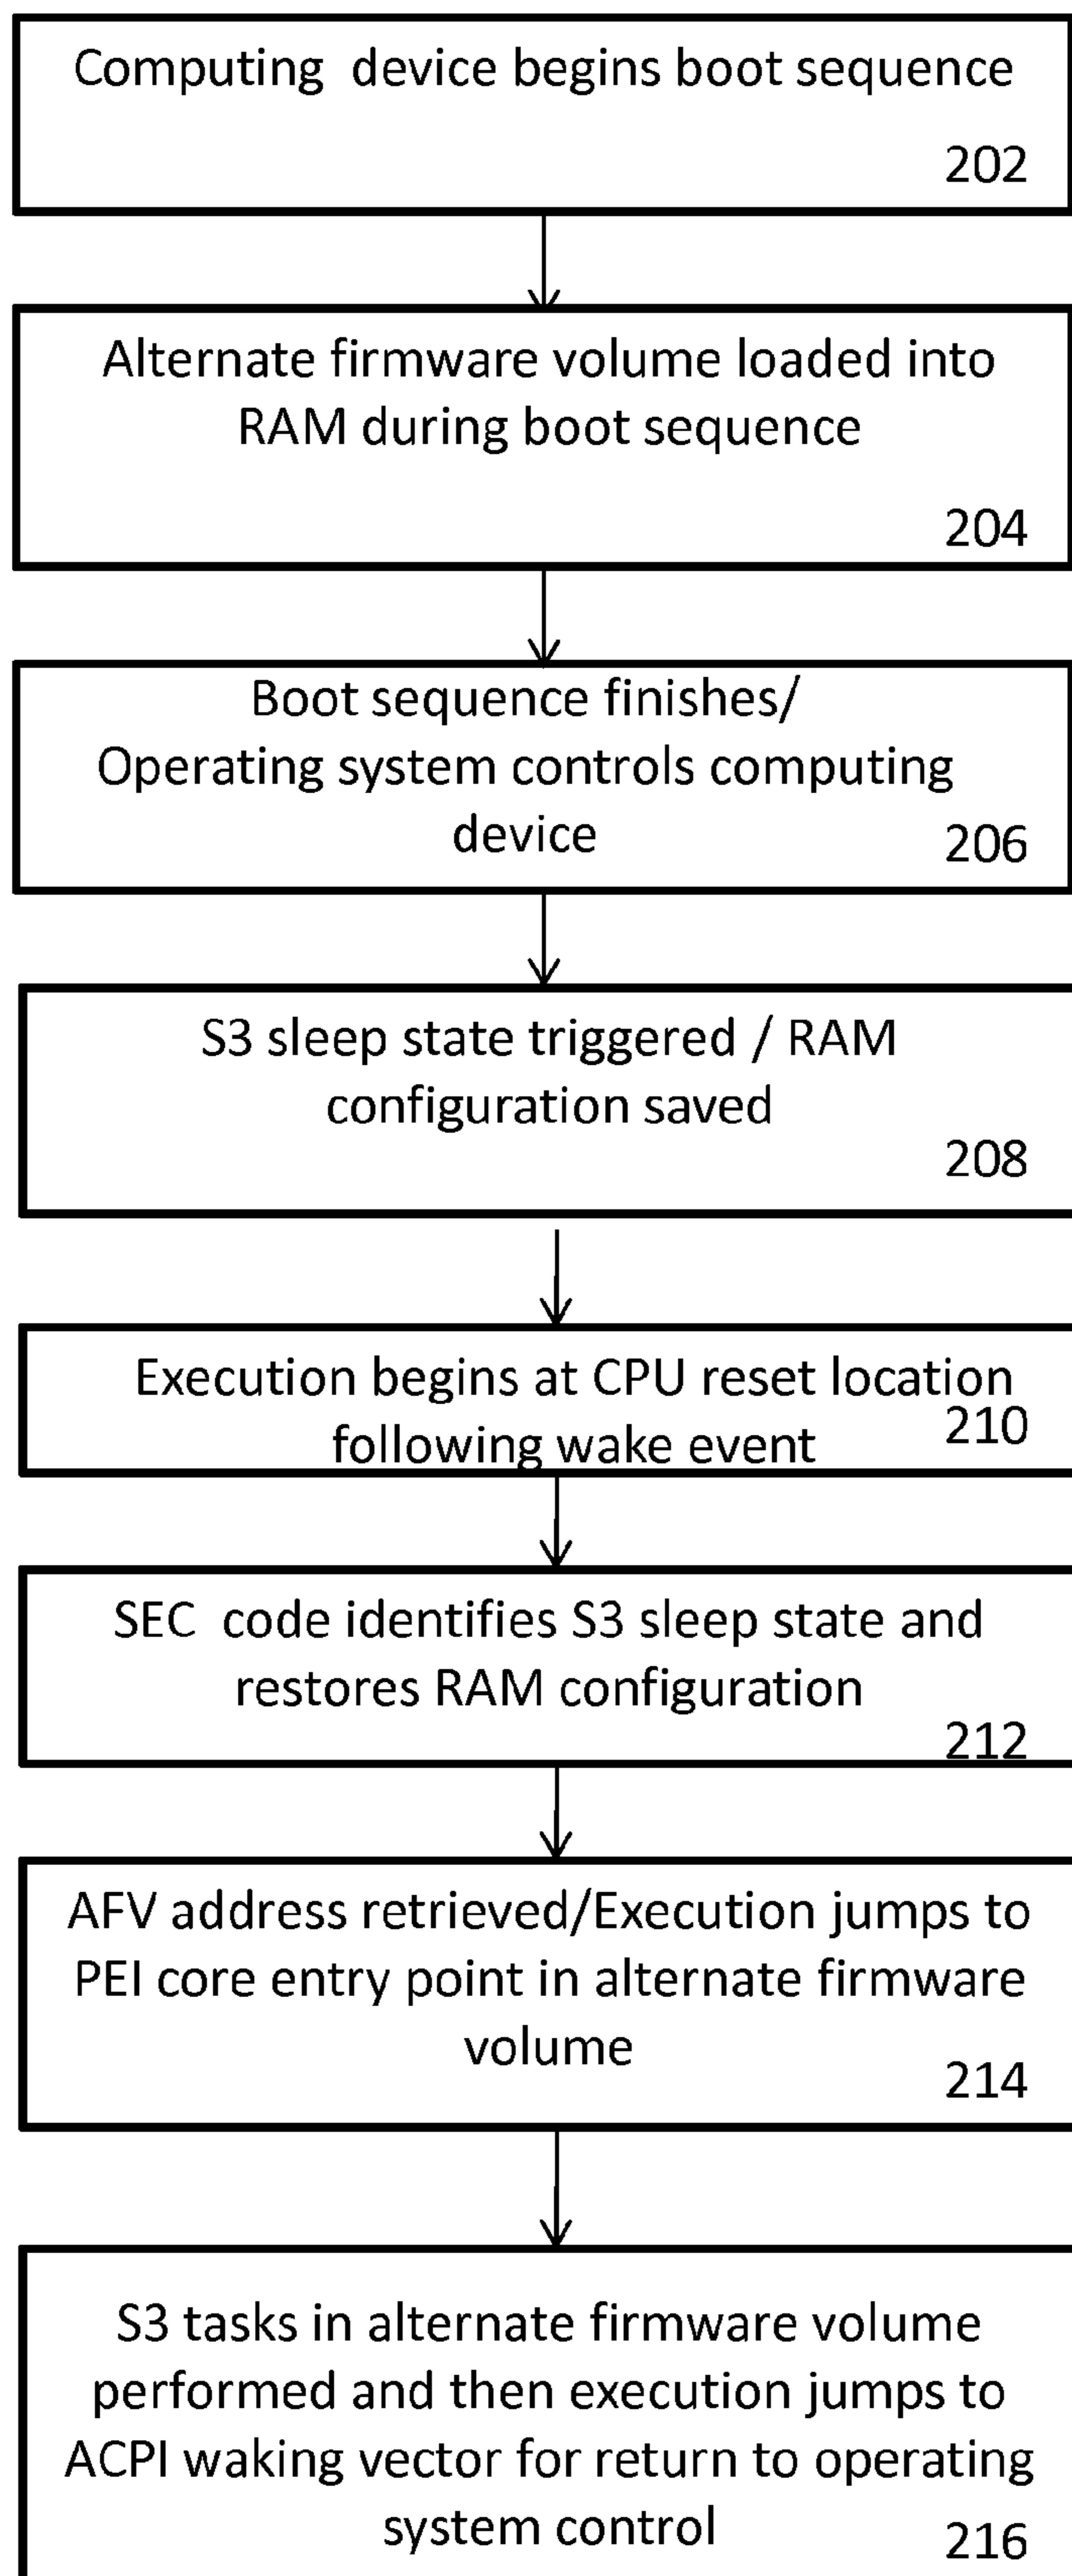 Computing device begins boot sequence
202
Alternate firmware volume loaded into
RAM during boot sequence
204
Boot sequence finishes/
Operating system controls computing
device
206
S3 sleep state triggered / RAM
configuration saved
208
Execution begins at CPU reset location
following wake event
210
SEC code identifies S3 sleep state and
restores RAM configuration
212
AFV address retrieved/Execution jumps to
PEI core entry point in alternate firmware
volume
214
S3 tasks in alternate firmware volume
performed and then execution jumps to
ACPI waking vector for return to operating
system control
216